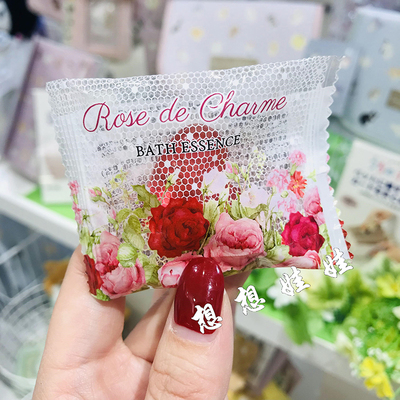 Rose de Charme
BATH ESSENCE
想想娃娃